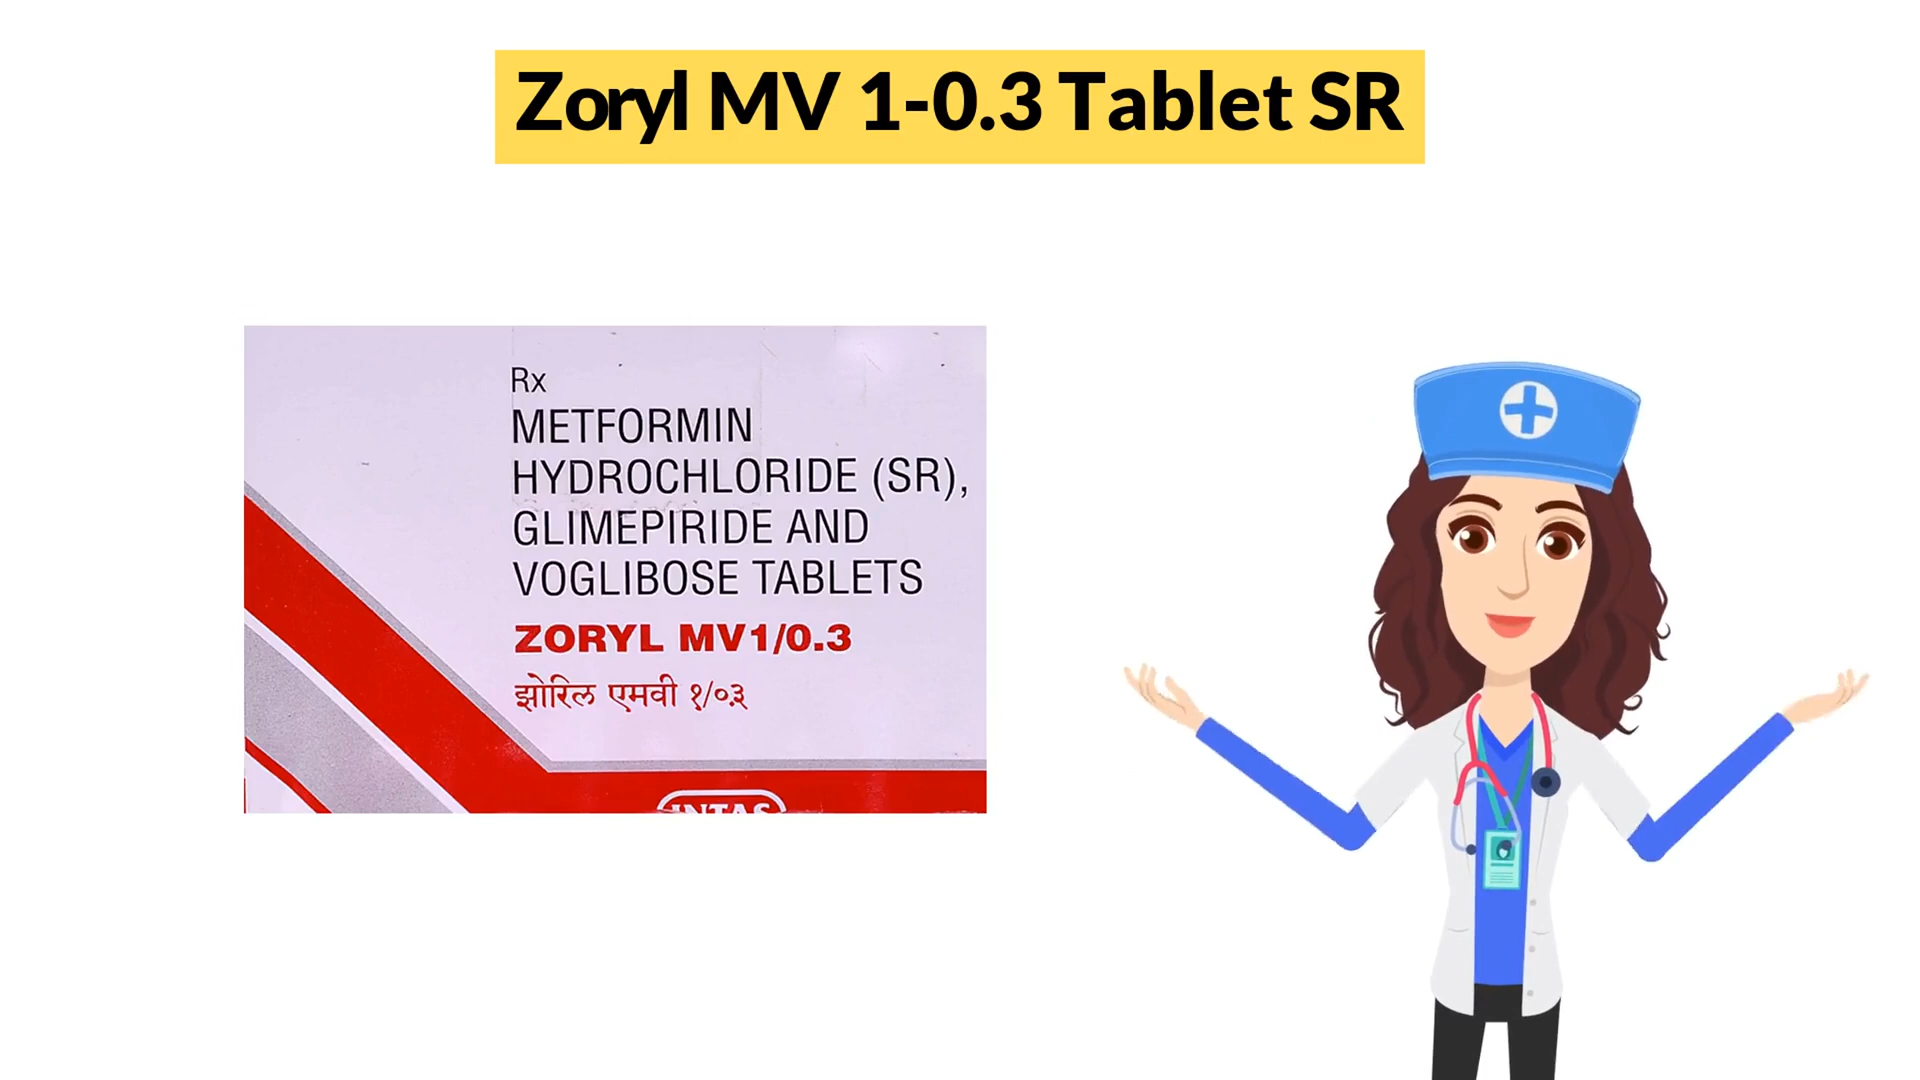 Zoryl MV 1-0.3 Tablet SR
Rx
METFORMIN
HYDROCHLORIDE (SR),
GLIMEPIRIDE AND
VOGLIBOSE TABLETS
ZORYL MV1/0.3
झोरिल एमवी १/०.३
INTAS